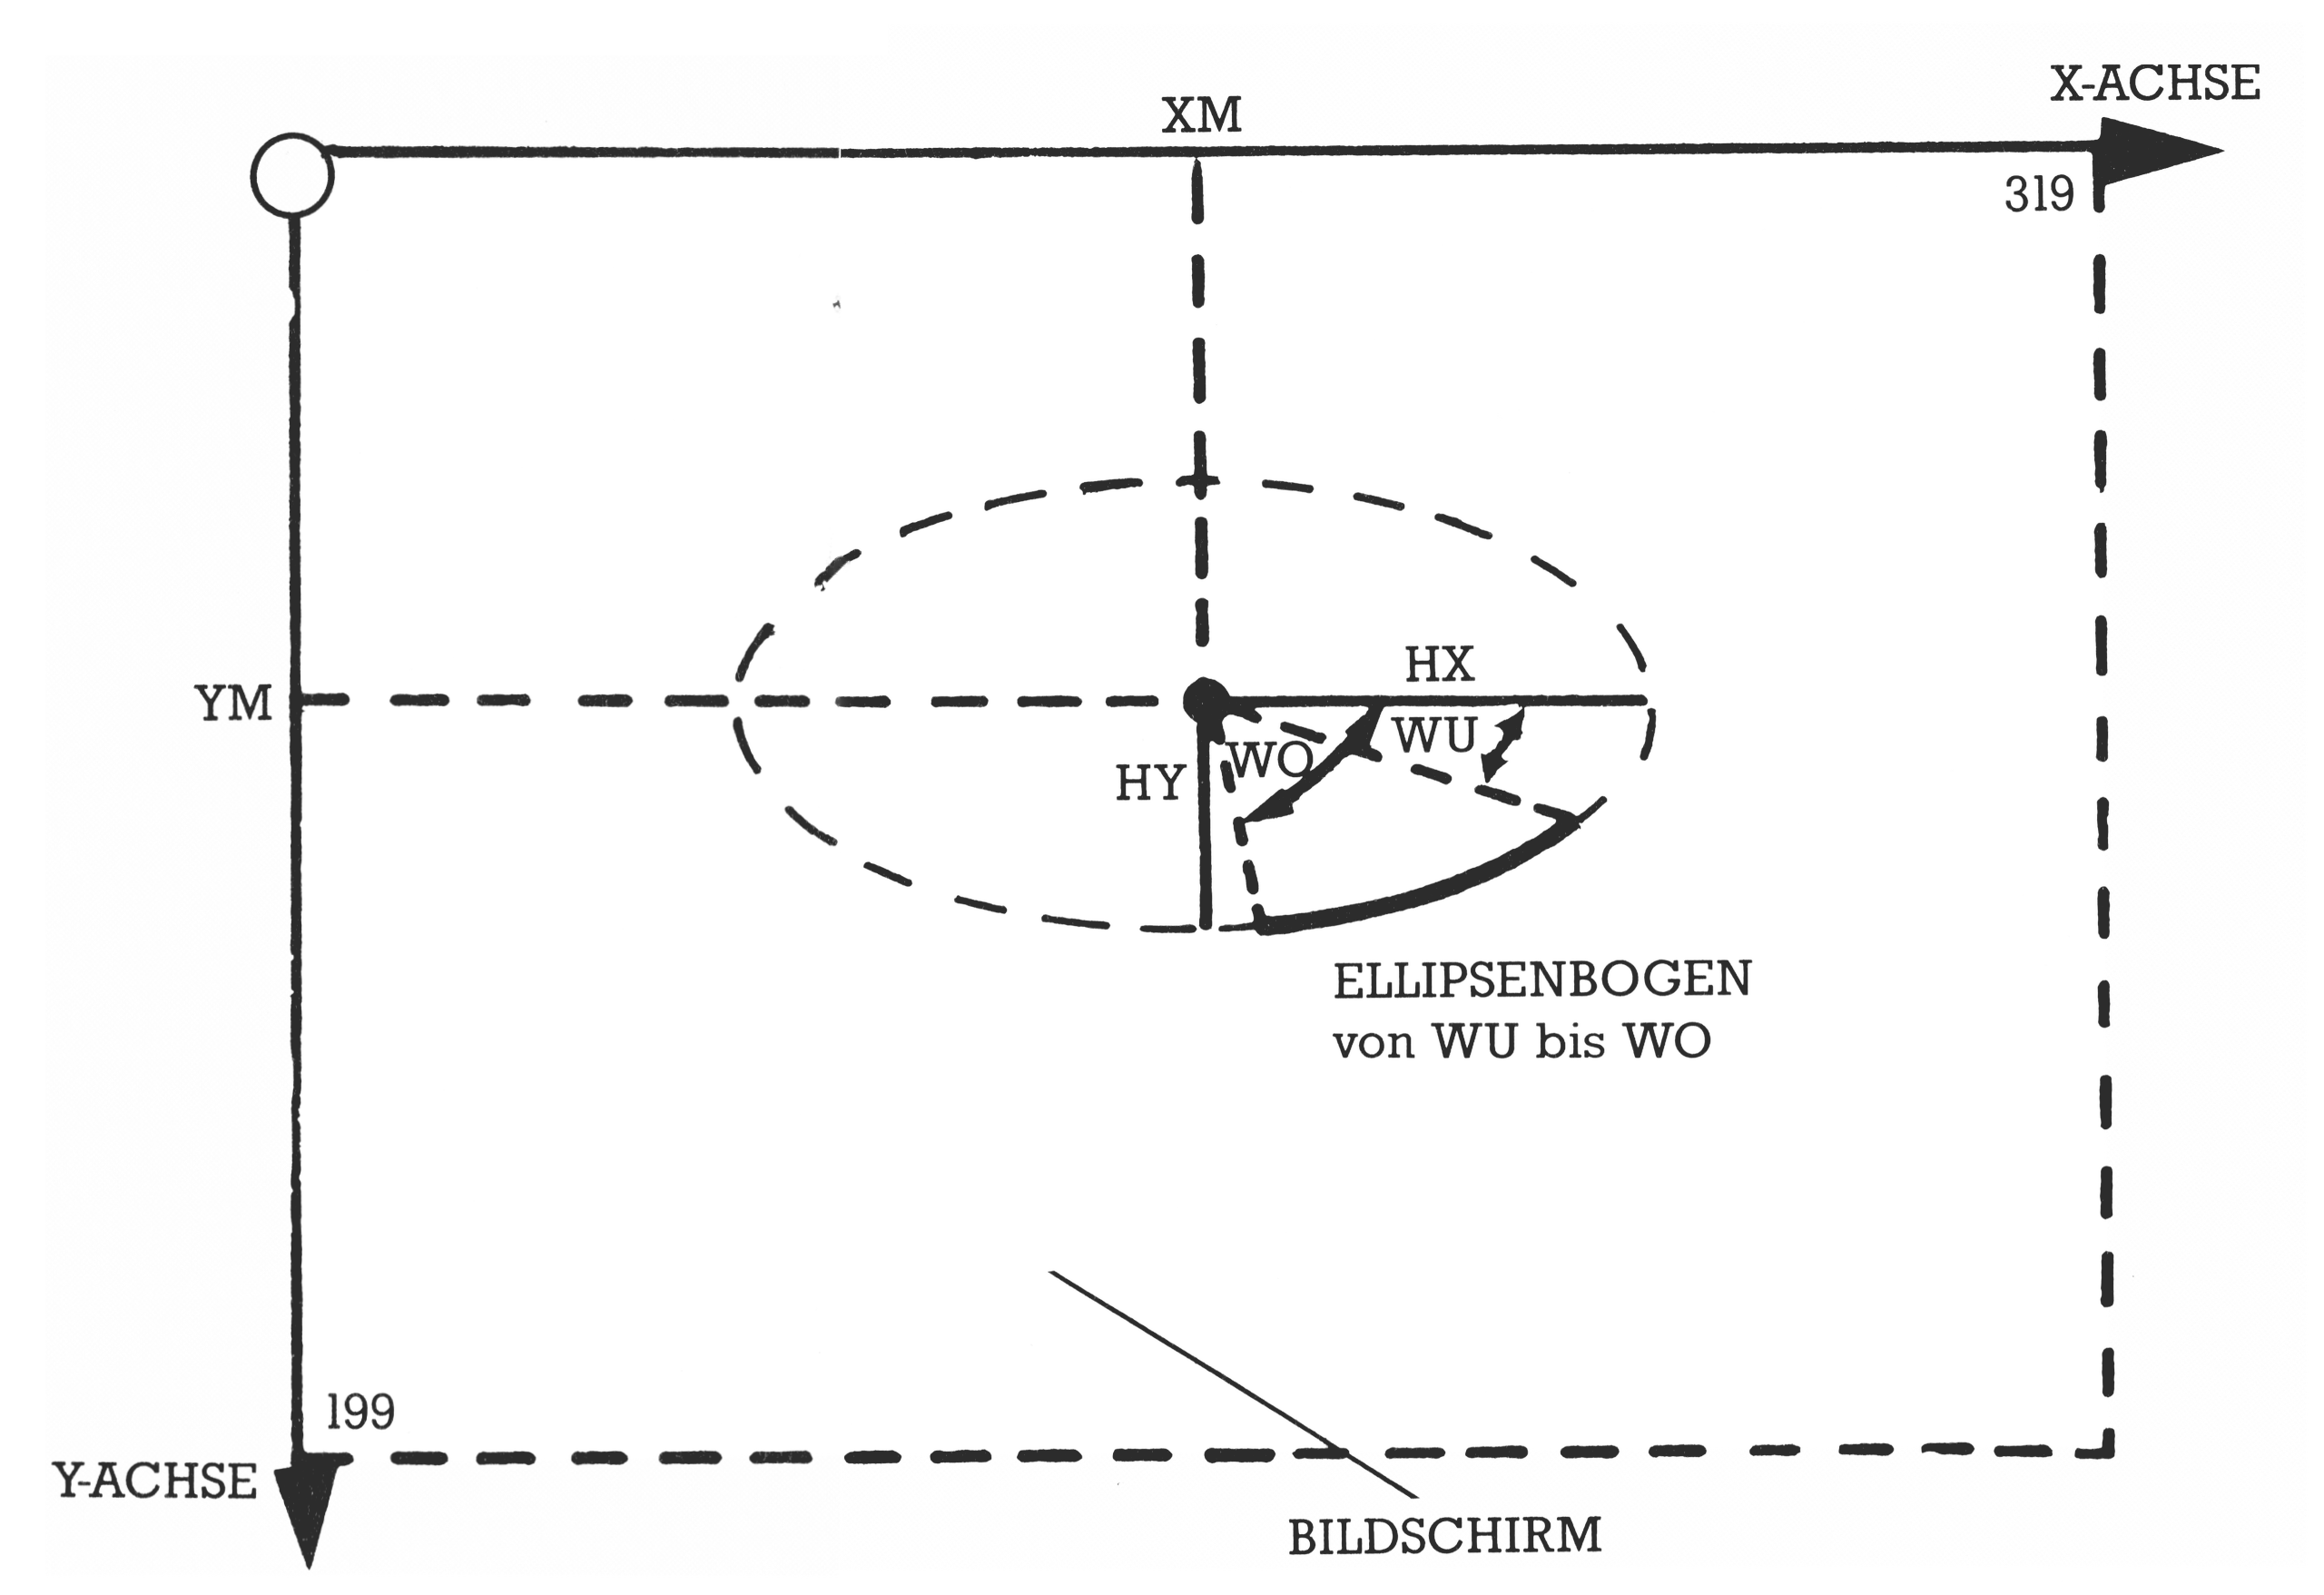 X-ACHSE
XM
319
HX
YM
WU
WO
HY
ELLIPSENBOGEN
von WU bis WO
199
Y-ACHSE
BILDSCHIRM